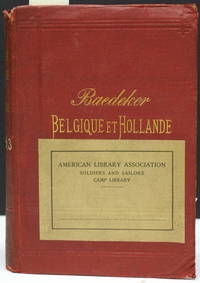 Baedeker
BELGIQUE ET HOLLANDE
AMERICAN LIBRARY ASSOCIATION
SOLDIERS AND SAILORS
CAMP LIBRARY